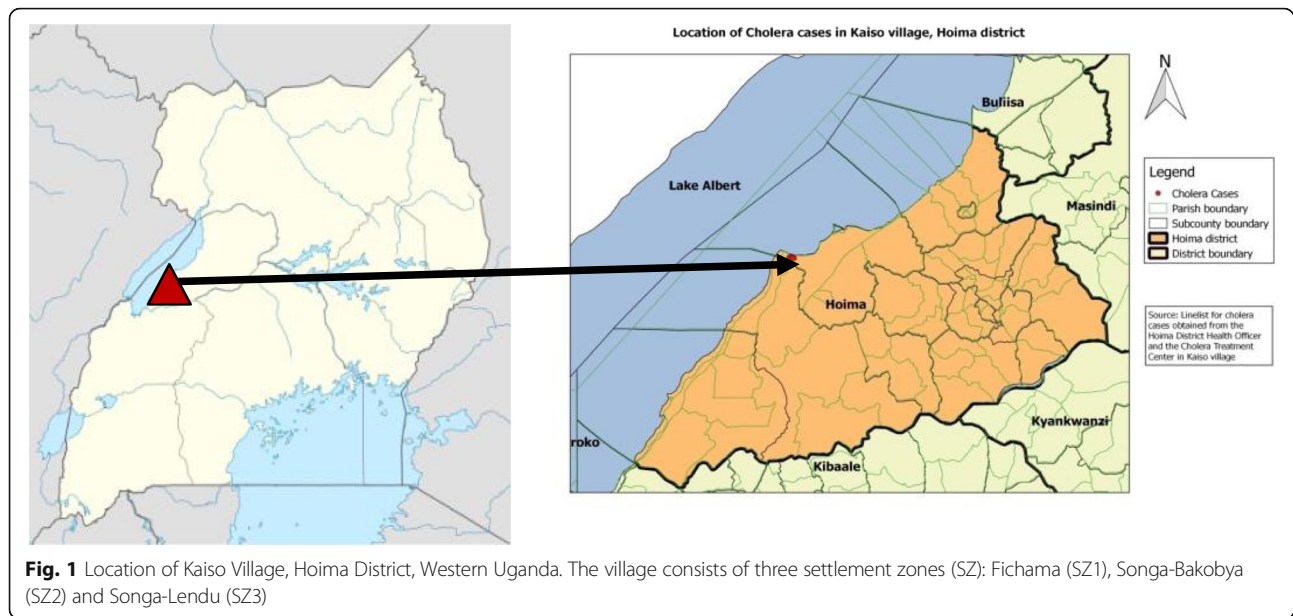 Location of Cholera cases in Kaiso village, Hoima district
N
Buliisa
Lake Albert
Masindi
Legend
Cholera Cases
Parish boundary
Subcounty boundary
Hoima district
District boundary
Hoima
Source: Linelist for cholera
cases obtained from the
Hoima District Health Officer
and the Cholera Treatment
Center in Kaiso village
Kyankwanzi
roko
Kibaale
Fig. 1 Location of Kaiso Village, Hoima District, Western Uganda. The village consists of three settlement zones (SZ): Fichama (SZ1), Songa-Bakobya
(SZ2) and Songa-Lendu (SZ3)